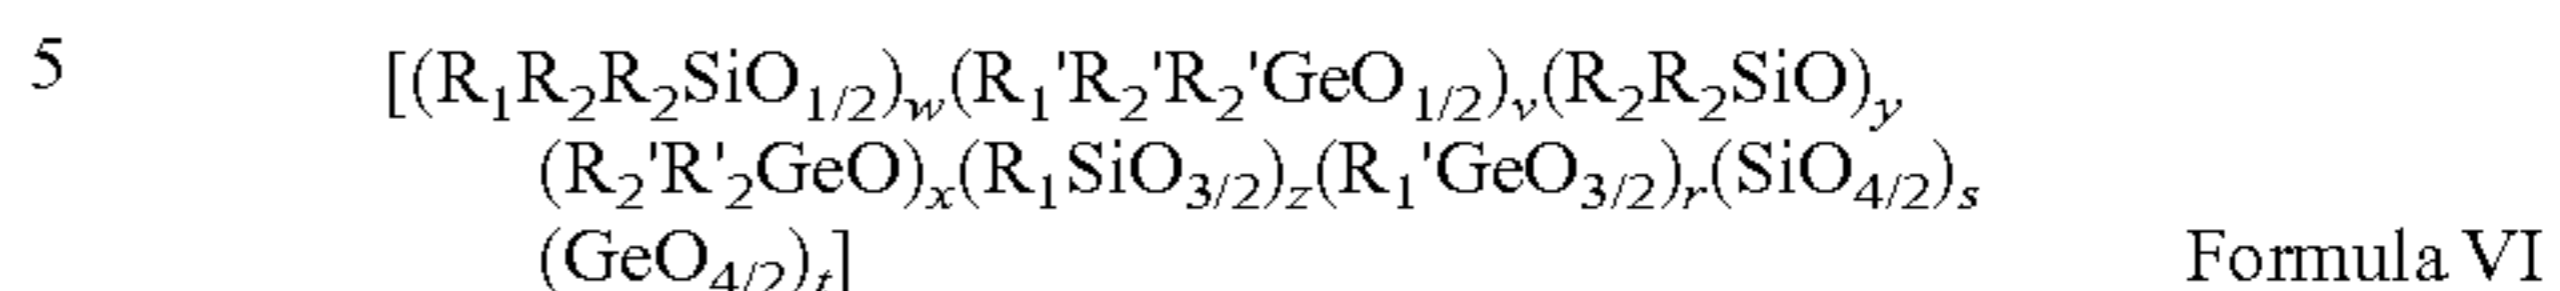 5 [(R₁R₂R₂SiO₁/₂)w(R₁'R₂'R₂'GeO₁/₂)v(R₂R₂SiO)y
(R₂'R'₂GeO)x(R₁SiO₃/₂)z(R₁'GeO₃/₂)r(SiO₄/₂)s
(GeO₄/₂)t] Formula VI